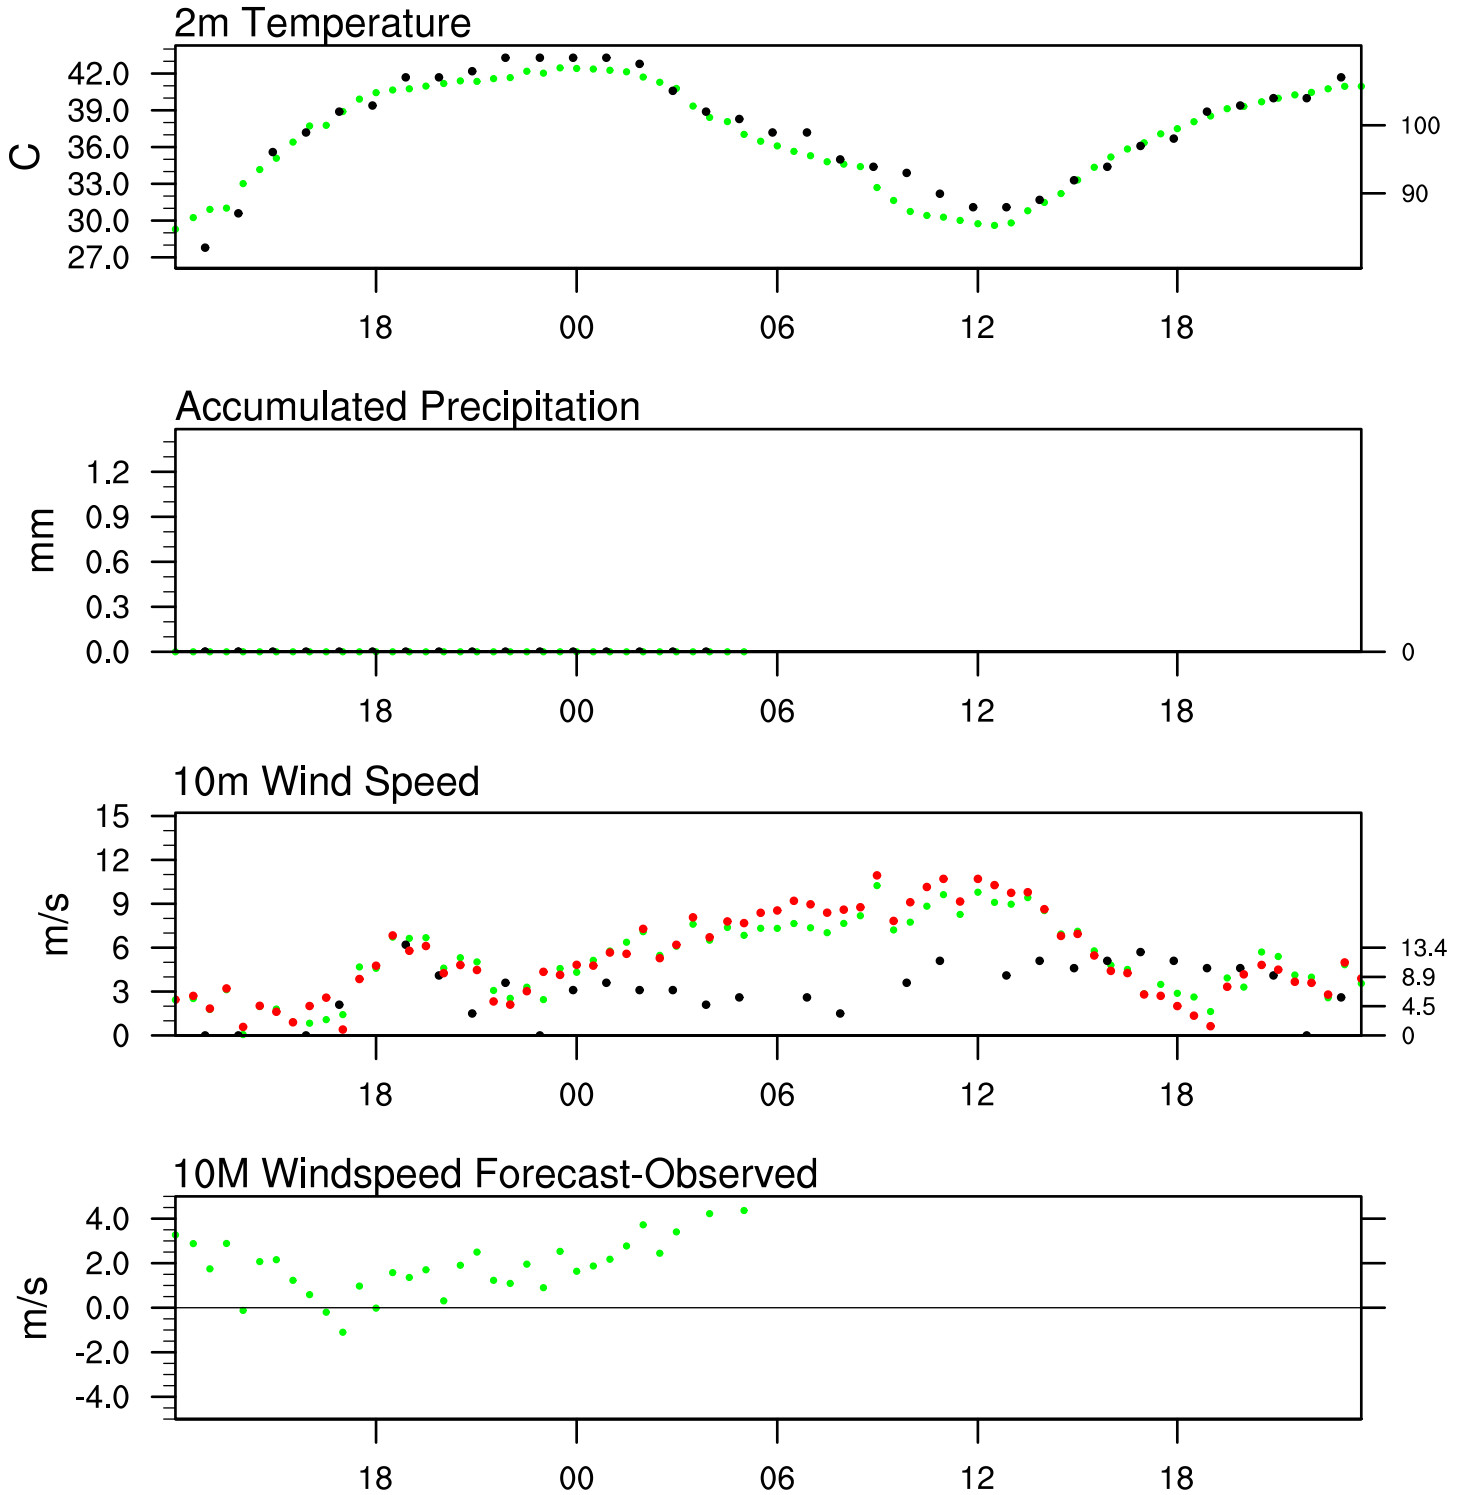 2m Temperature
42.0
39.0
36.0
33.0
30.0
27.0
C
100
90
18 00 06 12 18
Accumulated Precipitation
1.2
0.9
0.6
0.3
0.0
mm
0
18 00 06 12 18
10m Wind Speed
15
12
9
6
3
0
m/s
13.4
8.9
4.5
0
18 00 06 12 18
10M Windspeed Forecast-Observed
4.0
2.0
0.0
-2.0
-4.0
m/s
18 00 06 12 18